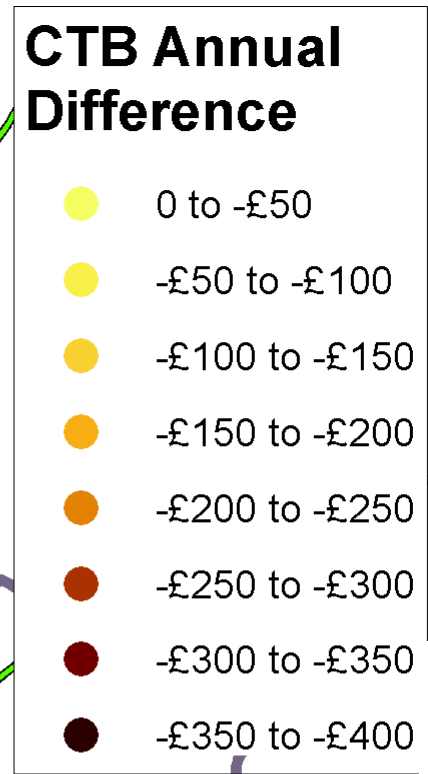 CTB Annual
Difference
0 to -£50
-£50 to -£100
-£100 to -£150
-£150 to -£200
-£200 to -£250
-£250 to -£300
-£300 to -£350
-£350 to -£400